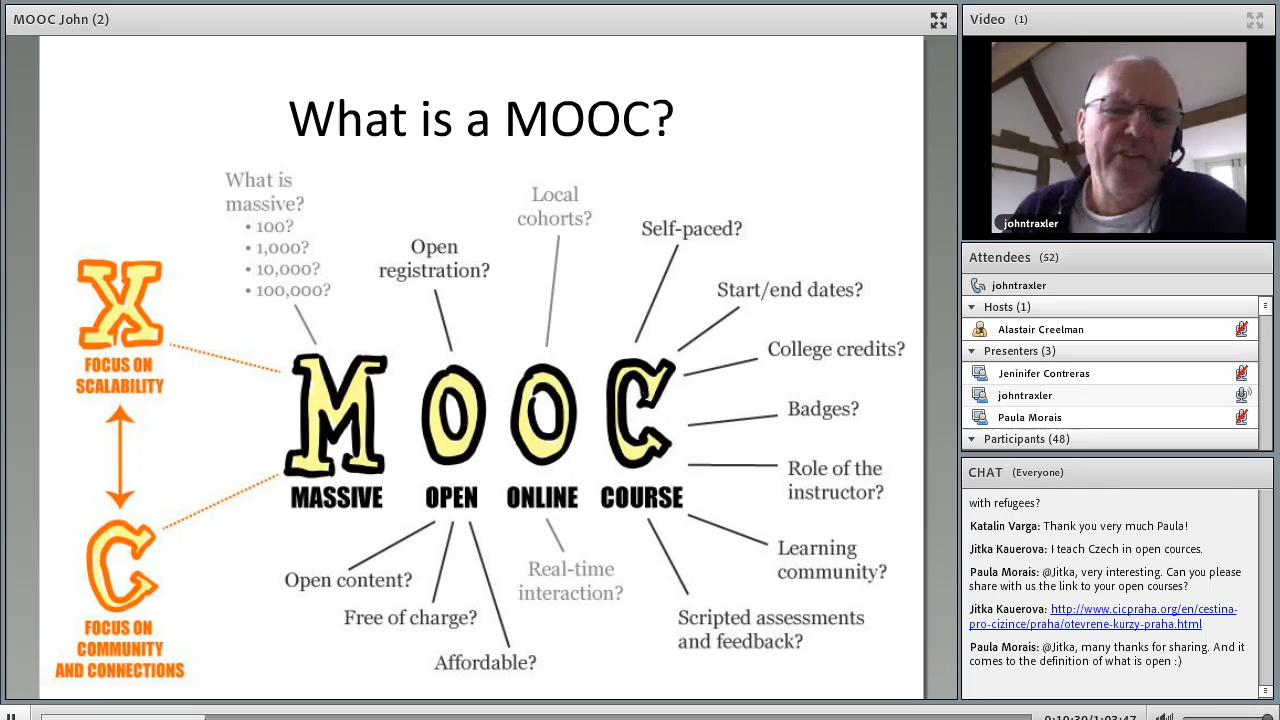 MOOC John (2)
What is a MOOC?
What is
massive?
• 100?
• 1,000?
• 10,000?
• 100,000?
Open
registration?
Local
cohorts?
Self-paced?
Start/end dates?
College credits?
Badges?
Role of the
instructor?
Learning
community?
Scripted assessments
and feedback?
X
FOCUS ON
SCALABILITY
C
FOCUS ON
COMMUNITY
AND CONNECTIONS
MOOC
MASSIVE OPEN ONLINE COURSE
Open content?
Free of charge?
Affordable?
Real-time
interaction?
Video (1)
johntraxler
Attendees (52)
johntraxler
Hosts (1)
Alastair Creelman
Presenters (3)
Jeninifer Contreras
johntraxler
Paula Morais
Participants (48)
CHAT (Everyone)
with refugees?
Katalin Varga: Thank you very much Paula!
Jitka Kauerova: I teach Czech in open cources.
Paula Morais: @Jitka, very interesting. Can you please
share with us the link to your open courses?
Jitka Kauerova: http://www.cicpraha.org/en/cestina-
pro-cizince/praha/otevrene-kurzy-praha.html
Paula Morais: @Jitka, many thanks for sharing. And it
comes to the definition of what is open :)
0:10:30/1:03:47